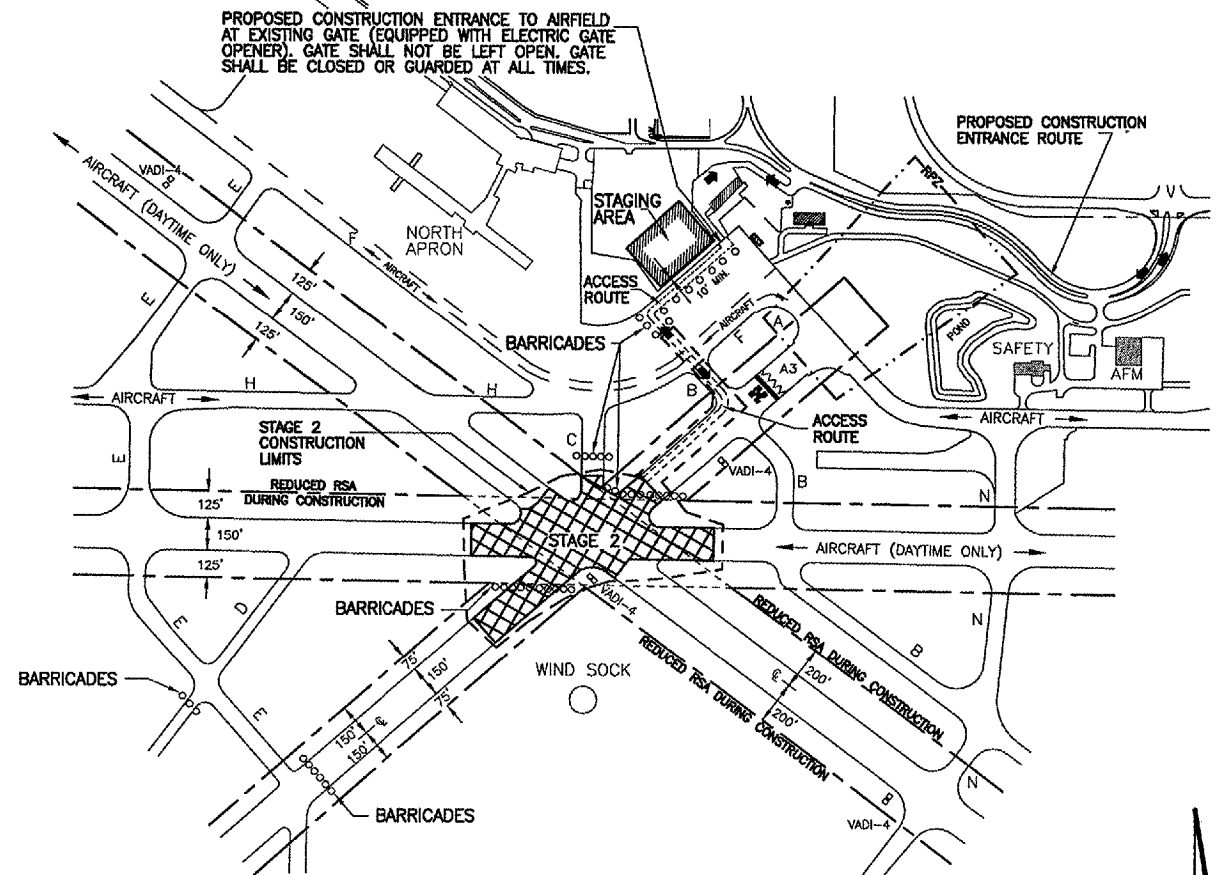 PROPOSED CONSTRUCTION ENTRANCE TO AIRFIELD
AT EXISTING GATE (EQUIPPED WITH ELECTRIC GATE
OPENER). GATE SHALL NOT BE LEFT OPEN. GATE
SHALL BE CLOSED OR GUARDED AT ALL TIMES.
PROPOSED CONSTRUCTION
ENTRANCE ROUTE
RPZ
VADI-4
E
AIRCRAFT (DAYTIME ONLY)
NORTH
APRON
F
AIRCRAFT
STAGING
AREA
ACCESS
ROUTE
10' MIN.
AIRCRAFT
F
A
A3
B
POND
SAFETY
AFM
125'
150'
125'
E
BARRICADES
H
H
AIRCRAFT
AIRCRAFT
STAGE 2
CONSTRUCTION
LIMITS
C
ACCESS
ROUTE
VADI-4
B
N
E
REDUCED RSA
DURING CONSTRUCTION
125'
150'
125'
STAGE 2
AIRCRAFT (DAYTIME ONLY)
VADI-4
BARRICADES
E
D
REDUCED RSA DURING CONSTRUCTION
REDUCED RSA DURING CONSTRUCTION
B
N
WIND SOCK
75'
150'
75'
200'
℄
200'
BARRICADES
E
150'
℄
150'
N
BARRICADES
VADI-4